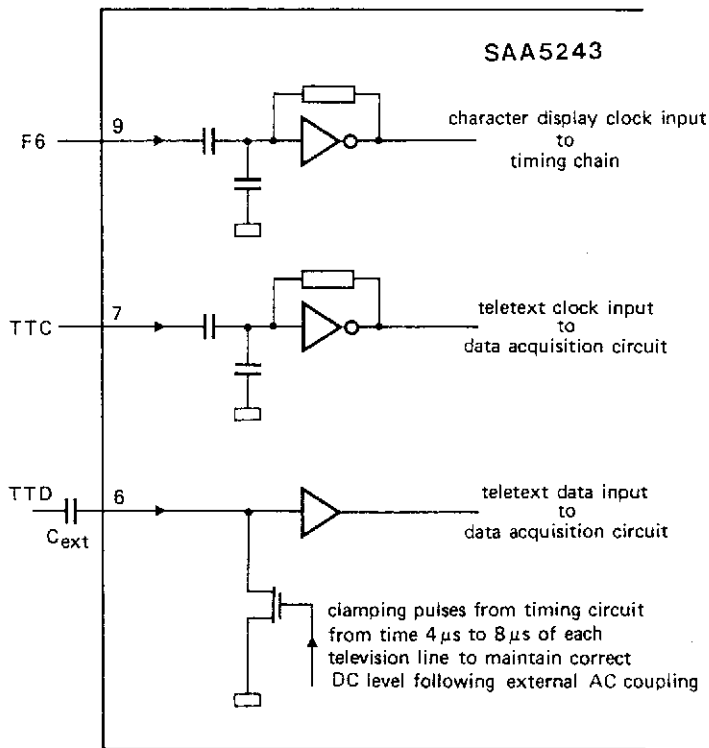 SAA5243
F6
9
character display clock input
to
timing chain
TTC
7
teletext clock input
to
data acquisition circuit
TTD
Cext
6
teletext data input
to
data acquisition circuit
clamping pulses from timing circuit
from time 4 µs to 8 µs of each
television line to maintain correct
DC level following external AC coupling